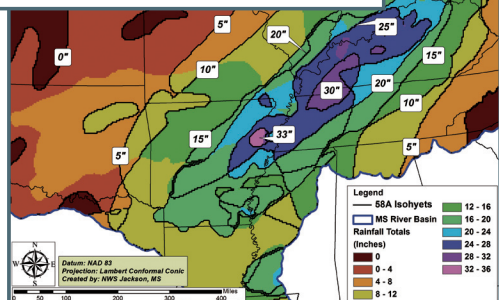 5"
25"
20"
0"
15"
10"
20"
30"
10"
33"
15"
5"
5"
Legend
58A Isohyets
MS River Basin
Rainfall Totals
(Inches)
0
0 - 4
4 - 8
8 - 12
12 - 16
16 - 20
20 - 24
24 - 28
28 - 32
32 - 36
N
W E
S
Datum: NAD 83
Projection: Lambert Conformal Conic
Created by: NWS Jackson, MS
Miles
0 50 100 200 300 400